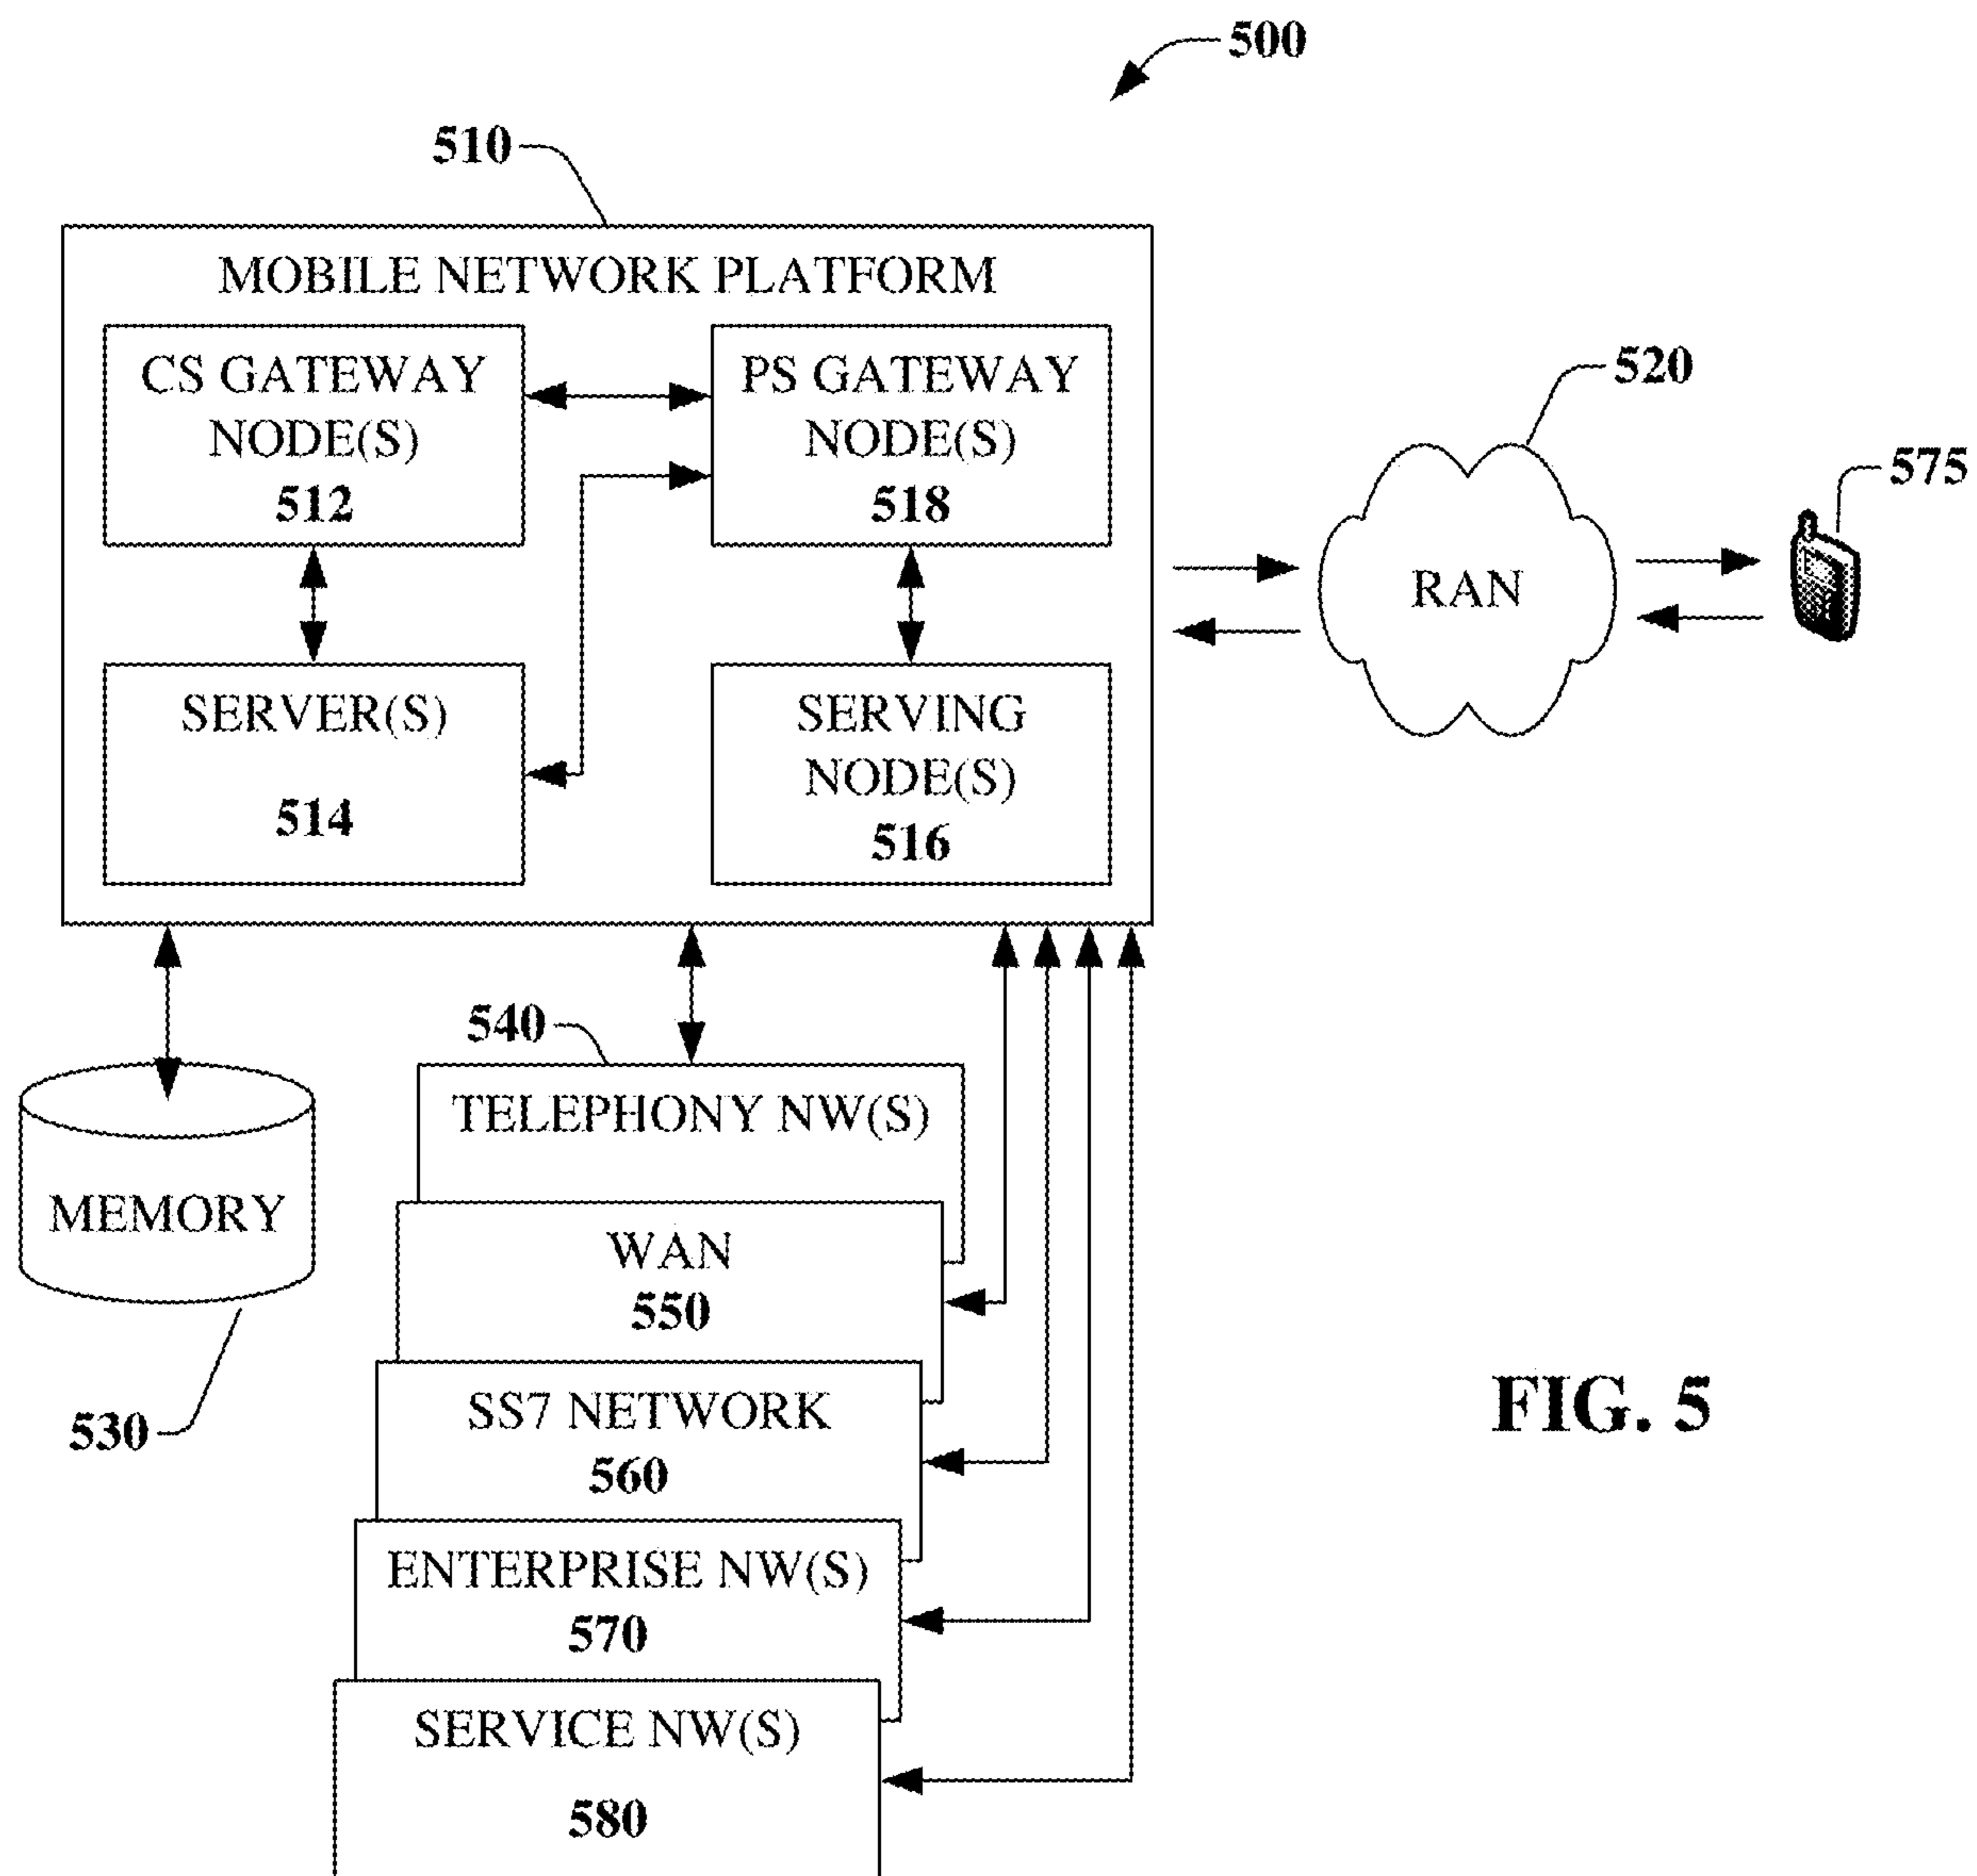 500
510
MOBILE NETWORK PLATFORM
CS GATEWAY
NODE(S)
512
PS GATEWAY
NODE(S)
518
SERVER(S)
514
SERVING
NODE(S)
516
520
RAN
575
540
TELEPHONY NW(S)
MEMORY
530
WAN
550
SS7 NETWORK
560
ENTERPRISE NW(S)
570
SERVICE NW(S)
580
FIG. 5